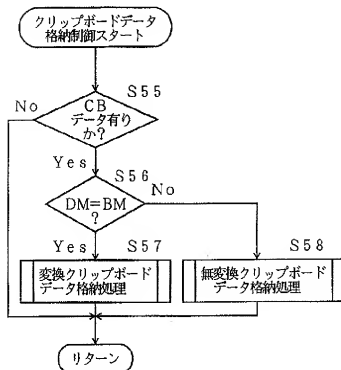 クリップボードデータ
格納制御スタート
S55
No
CB
データ有り
か?
Yes
S56
No
DM=BM
?
Yes
S57
S58
変換クリップボード
データ格納処理
無変換クリップボード
データ格納処理
リターン